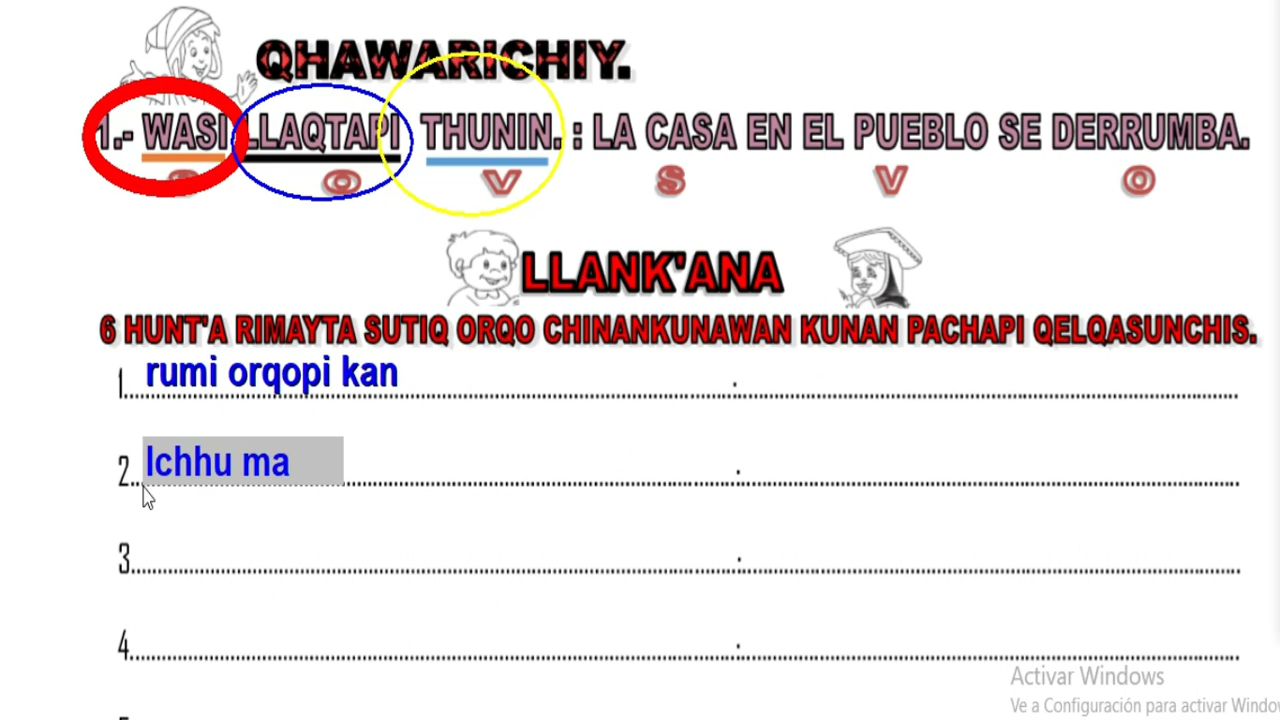 QHAWARICHIY.
1.- WASI LLAQTAPI THUNIN. : LA CASA EN EL PUEBLO SE DERRUMBA.
O V S V O
LLANK'ANA
6 HUNT'A RIMAYTA SUTIQ ORQO CHINANKUNAWAN KUNAN PACHAPI QELQASUNCHIS.
1. rumi orqopi kan
2. Ichhu ma
3
4
Activar Windows
Ve a Configuración para activar Windo